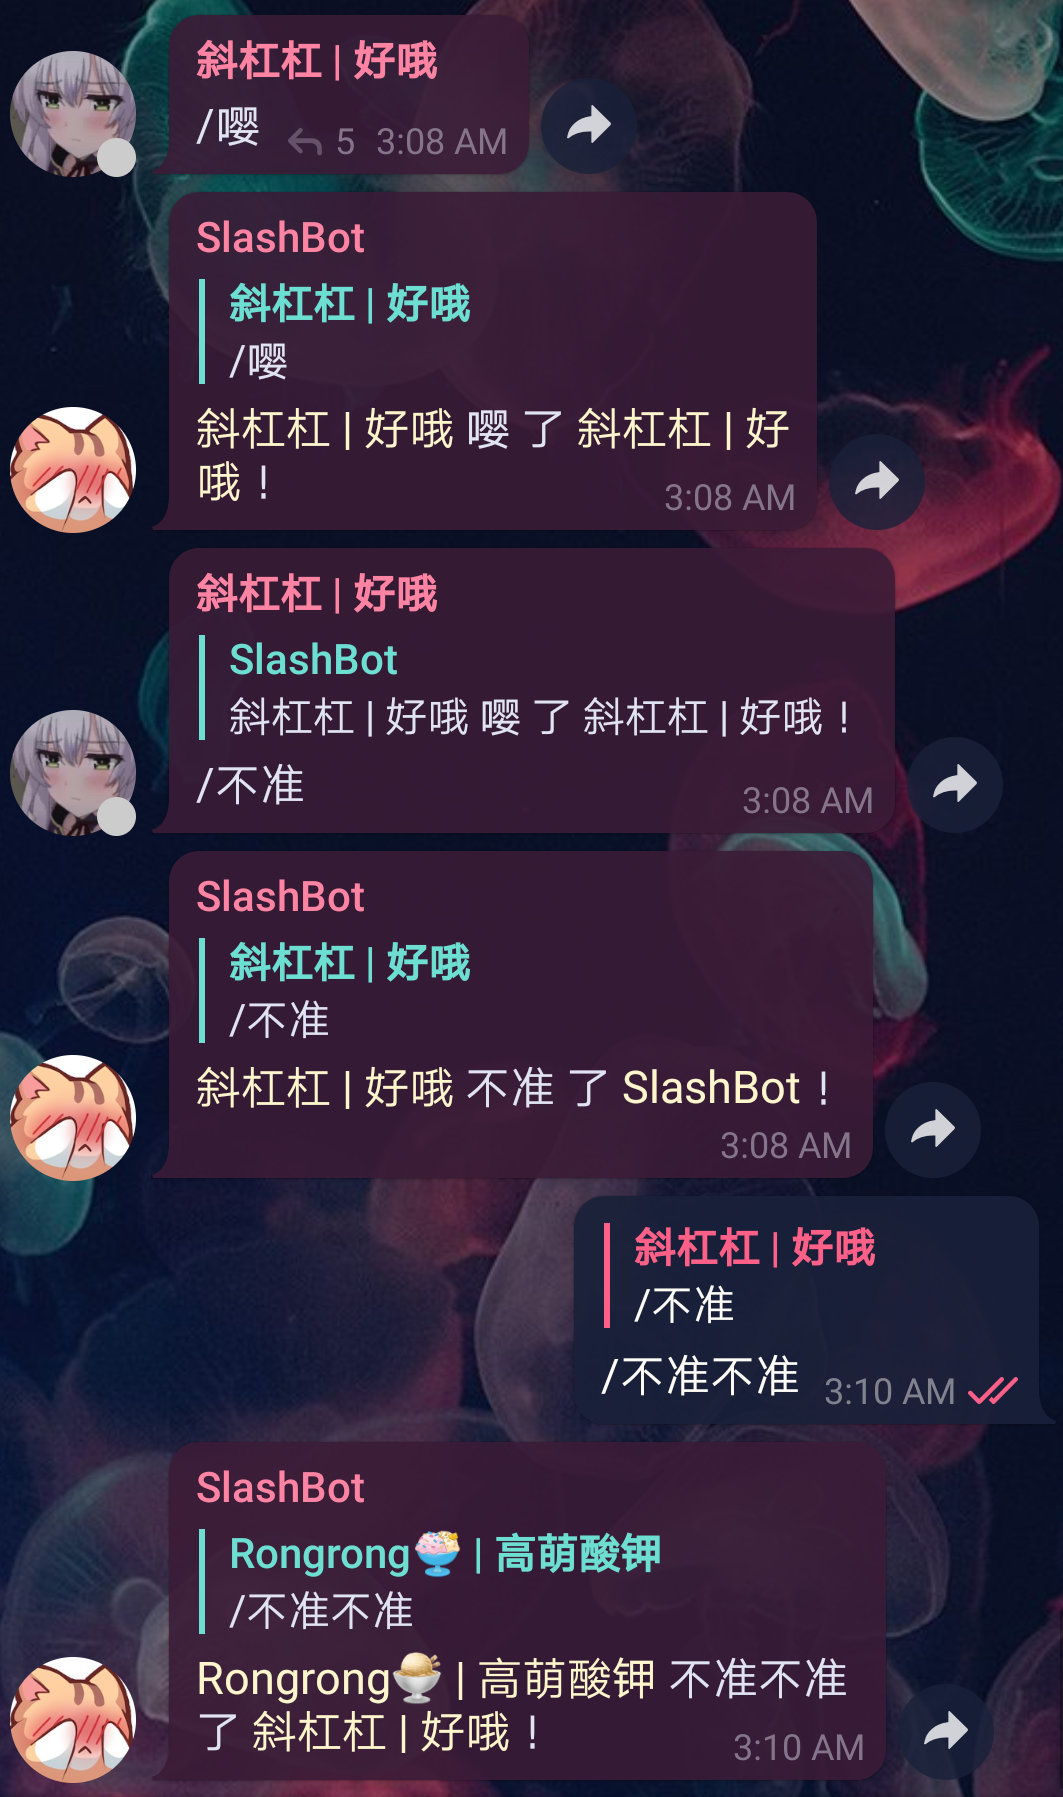 斜杠杠 | 好哦
/嘤
5 3:08 AM
SlashBot
斜杠杠 | 好哦
/嘤
斜杠杠 | 好哦 嘤 了 斜杠杠 | 好
哦！
3:08 AM
斜杠杠 | 好哦
SlashBot
斜杠杠 | 好哦 嘤 了 斜杠杠 | 好哦！
/不准
3:08 AM
SlashBot
斜杠杠 | 好哦
/不准
斜杠杠 | 好哦 不准 了 SlashBot！
3:08 AM
斜杠杠 | 好哦
/不准
/不准不准
3:10 AM
SlashBot
Rongrong🍧 | 高萌酸钾
/不准不准
Rongrong🍨 | 高萌酸钾 不准不准
了 斜杠杠 | 好哦！
3:10 AM